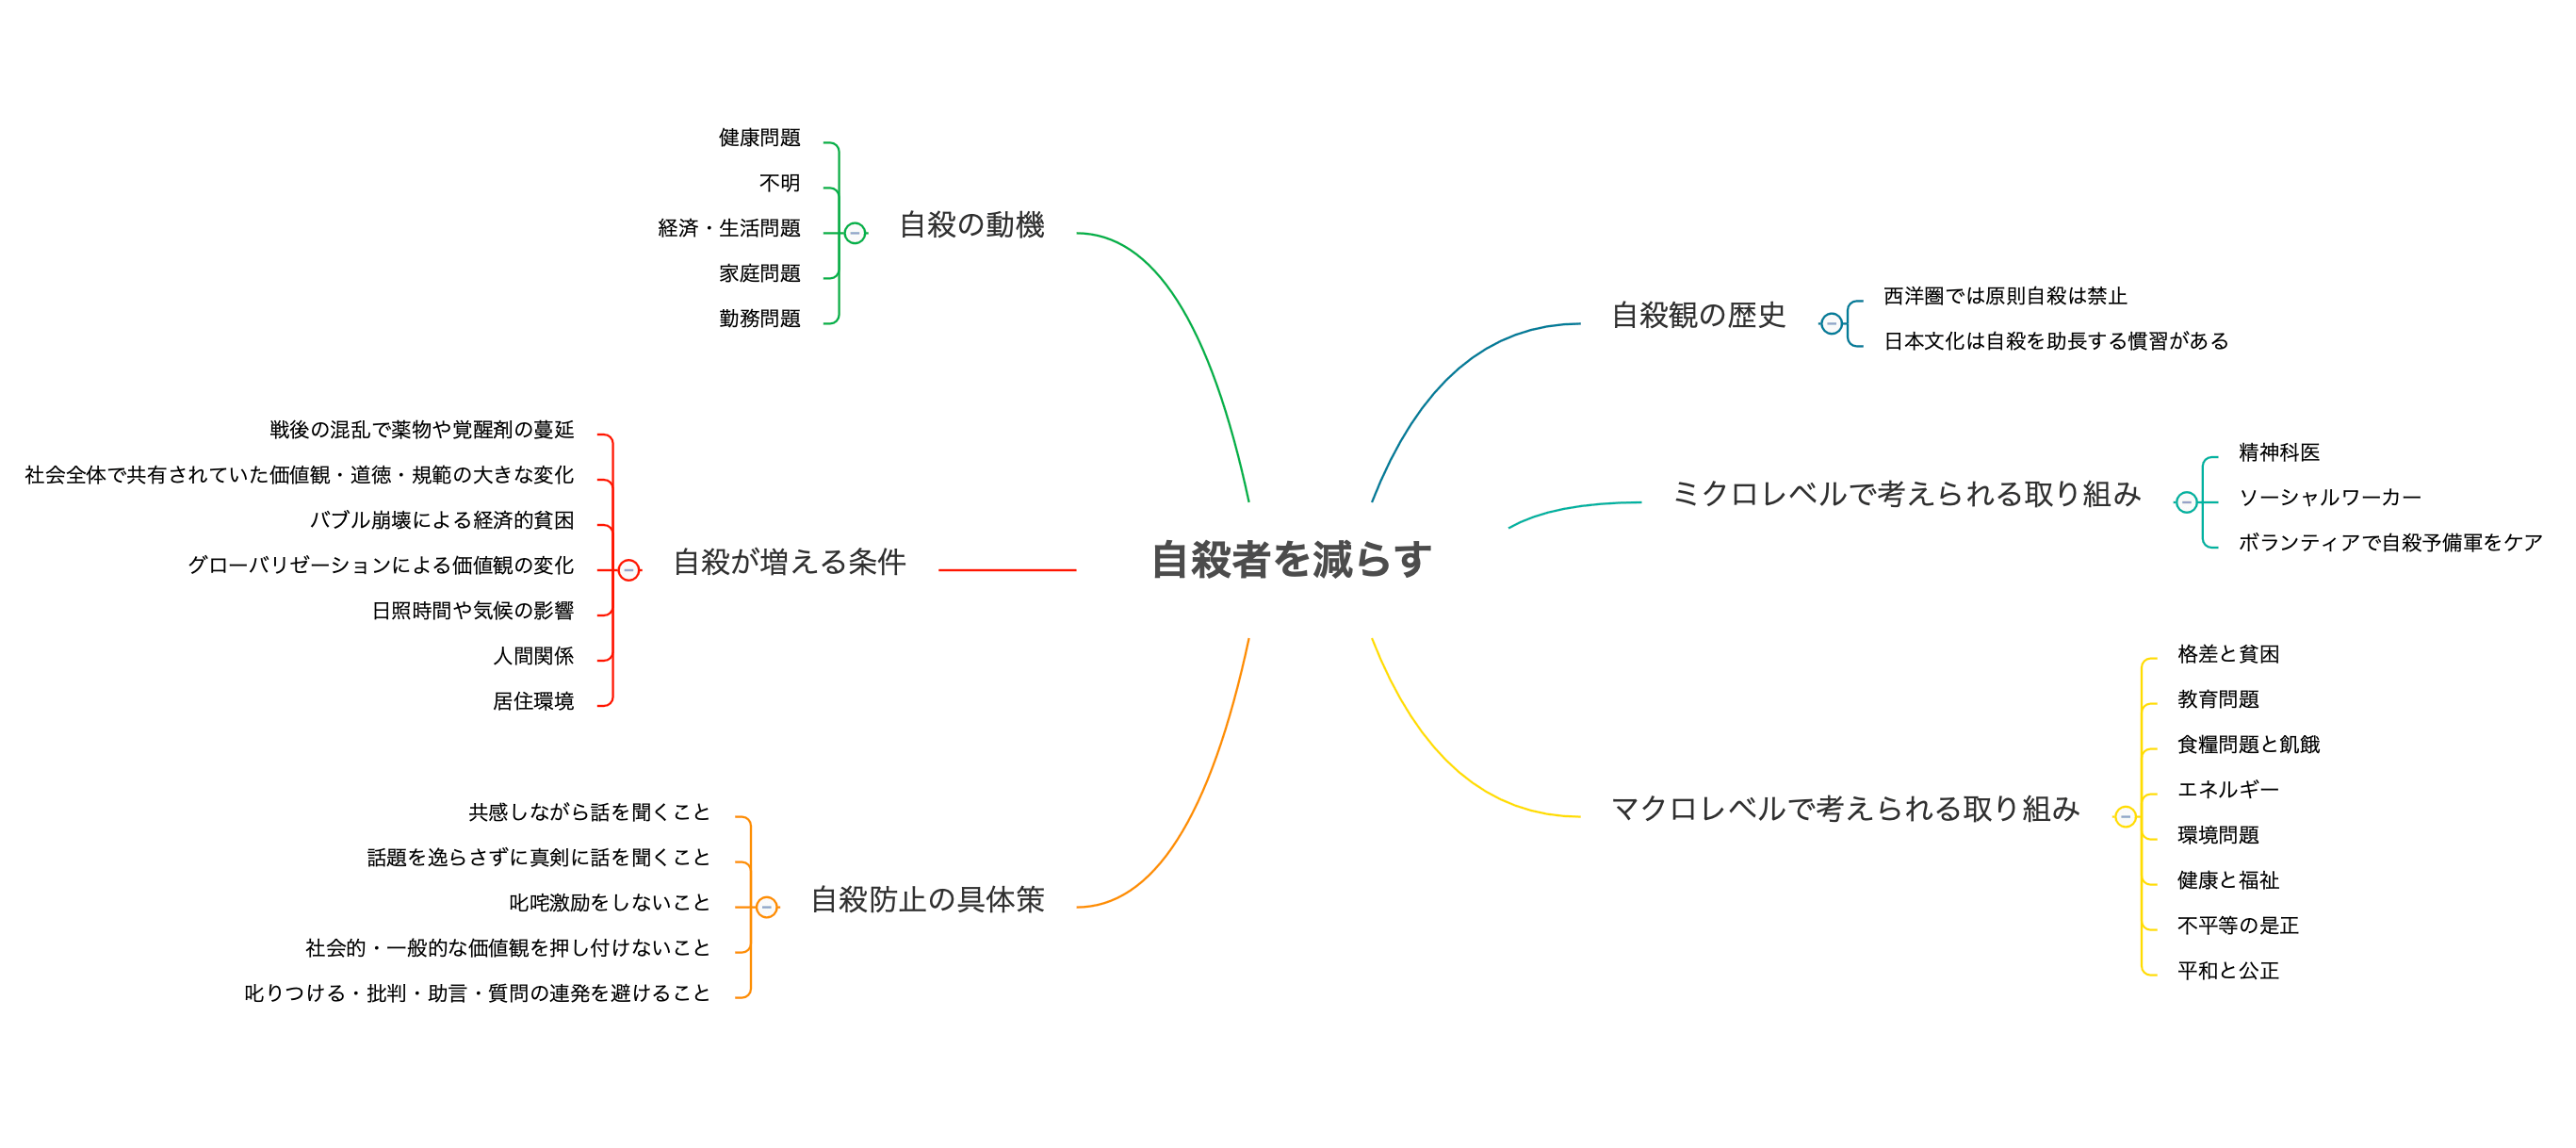 自殺者を減らす
自殺の動機
健康問題
不明
経済・生活問題
家庭問題
勤務問題
自殺が増える条件
戦後の混乱で薬物や覚醒剤の蔓延
社会全体で共有されていた価値観・道徳・規範の大きな変化
バブル崩壊による経済的貧困
グローバリゼーションによる価値観の変化
日照時間や気候の影響
人間関係
居住環境
自殺防止の具体策
共感しながら話を聞くこと
話題を逸らさずに真剣に話を聞くこと
叱咤激励をしないこと
社会的・一般的な価値観を押し付けないこと
叱りつける・批判・助言・質問の連発を避けること
自殺観の歴史
西洋圏では原則自殺は禁止
日本文化は自殺を助長する慣習がある
ミクロレベルで考えられる取り組み
精神科医
ソーシャルワーカー
ボランティアで自殺予備軍をケア
マクロレベルで考えられる取り組み
格差と貧困
教育問題
食糧問題と飢餓
エネルギー
環境問題
健康と福祉
不平等の是正
平和と公正